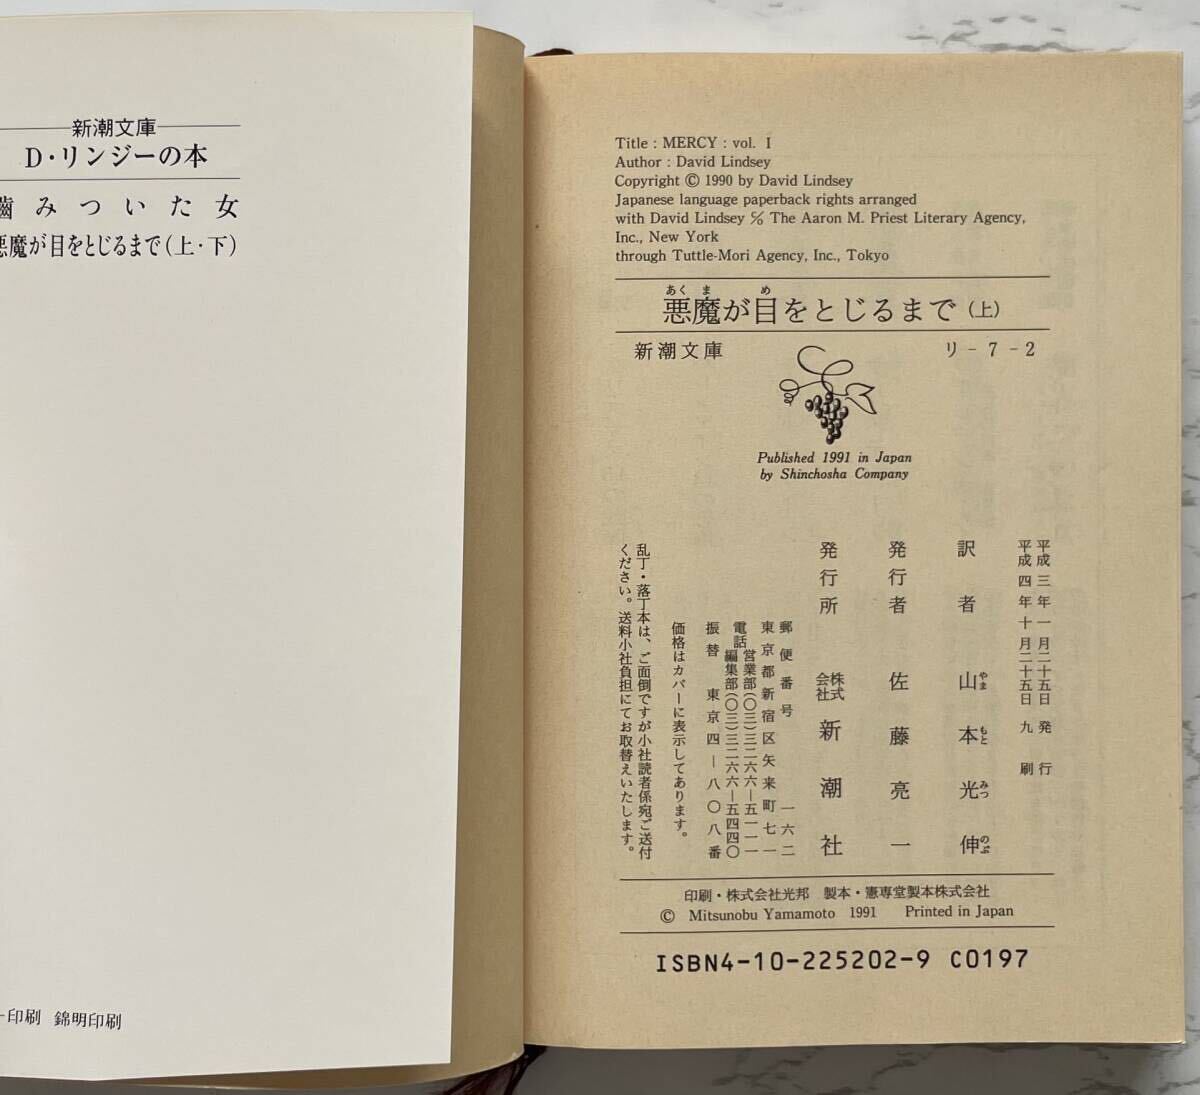 新潮文庫
D・リンジーの本
噛みついた女
悪魔が目をとじるまで(上・下)
印刷 錦明印刷
Title : MERCY : vol. I
Author : David Lindsey
Copyright © 1990 by David Lindsey
Japanese language paperback rights arranged
with David Lindsey ℅ The Aaron M. Priest Literary Agency,
Inc., New York
through Tuttle-Mori Agency, Inc., Tokyo
あくま め
悪魔が目をとじるまで(上)
新潮文庫 リ-7-2
Published 1991 in Japan
by Shinchosha Company
平成三年一月二十五日 発行
平成四年十月二十五日 九刷
訳者 山本光伸
やまもとみつのぶ
発行者 佐藤亮一
発行所 株式会社 新潮社
郵便番号 一六二
東京都新宿区矢来町七一
電話 営業部(〇三)三二六六―五一一一
編集部(〇三)三二六六―五四四〇
振替 東京四―八〇八番
価格はカバーに表示してあります。
乱丁・落丁本は、ご面倒ですが小社読者係宛ご送付
ください。送料小社負担にてお取替えいたします。
印刷・株式会社光邦 製本・憲専堂製本株式会社
© Mitsunobu Yamamoto 1991 Printed in Japan
ISBN4-10-225202-9 C0197